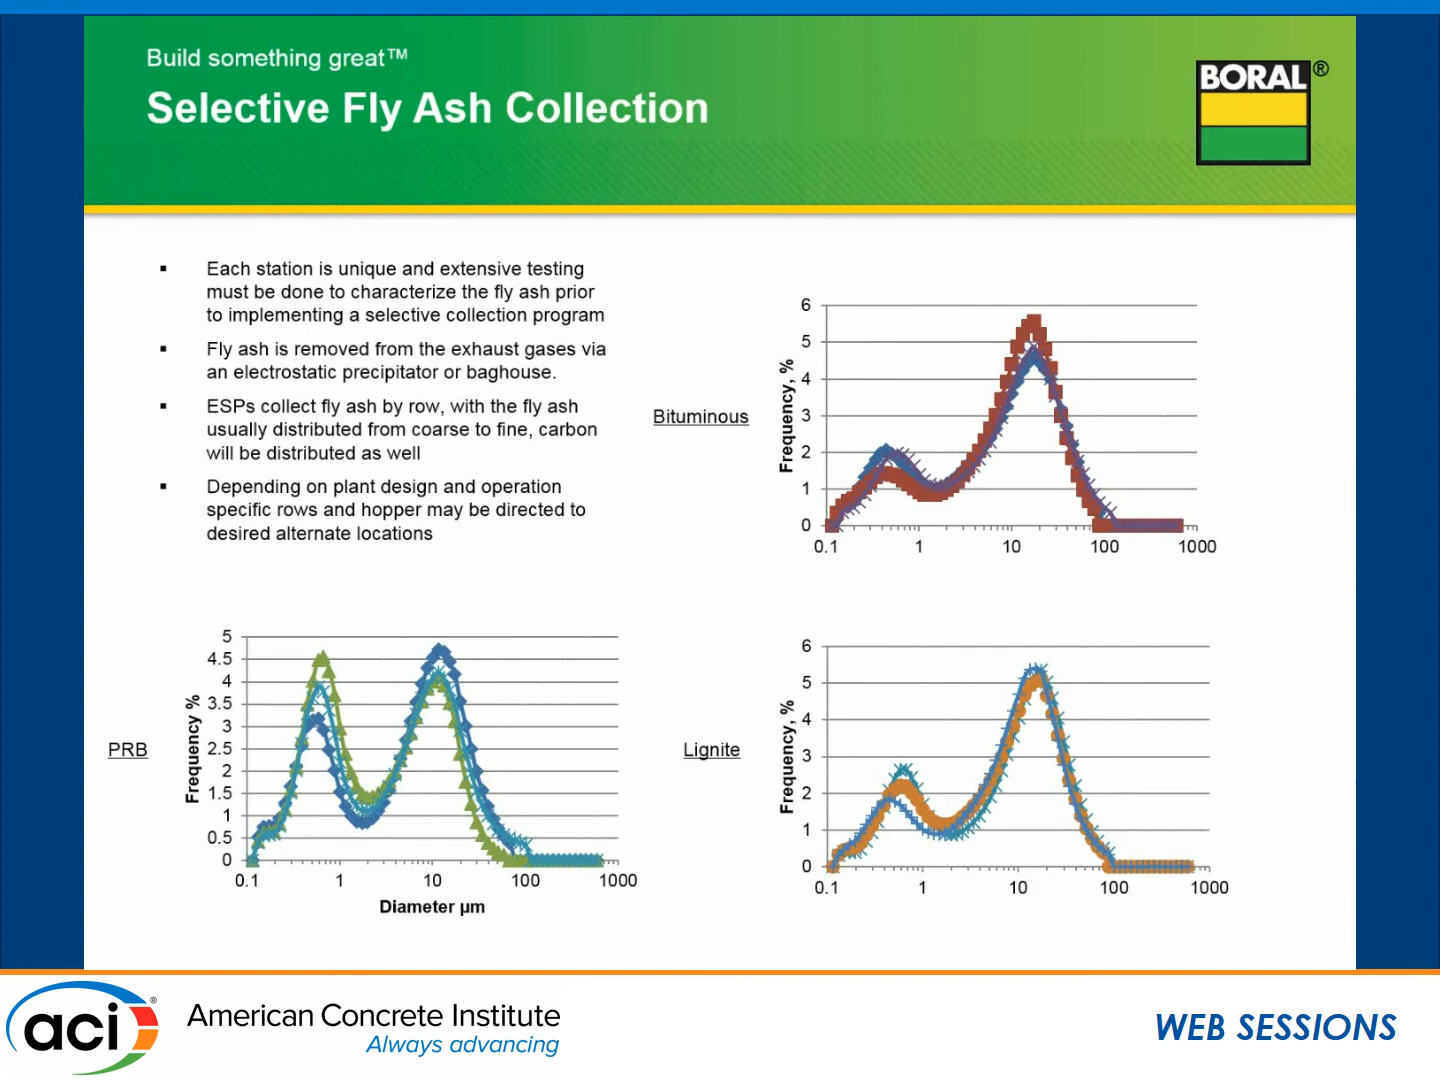 Build something great™
Selective Fly Ash Collection
BORAL®
▪ Each station is unique and extensive testing
must be done to characterize the fly ash prior
to implementing a selective collection program
▪ Fly ash is removed from the exhaust gases via
an electrostatic precipitator or baghouse.
▪ ESPs collect fly ash by row, with the fly ash
usually distributed from coarse to fine, carbon
will be distributed as well
▪ Depending on plant design and operation
specific rows and hopper may be directed to
desired alternate locations
Bituminous
Frequency, %
6
5
4
3
2
1
0
0.1 1 10 100 1000
PRB
Frequency %
5
4.5
4
3.5
3
2.5
2
1.5
1
0.5
0
0.1 1 10 100 1000
Diameter µm
Lignite
Frequency, %
6
5
4
3
2
1
0
0.1 1 10 100 1000
aci®
American Concrete Institute
Always advancing
WEB SESSIONS